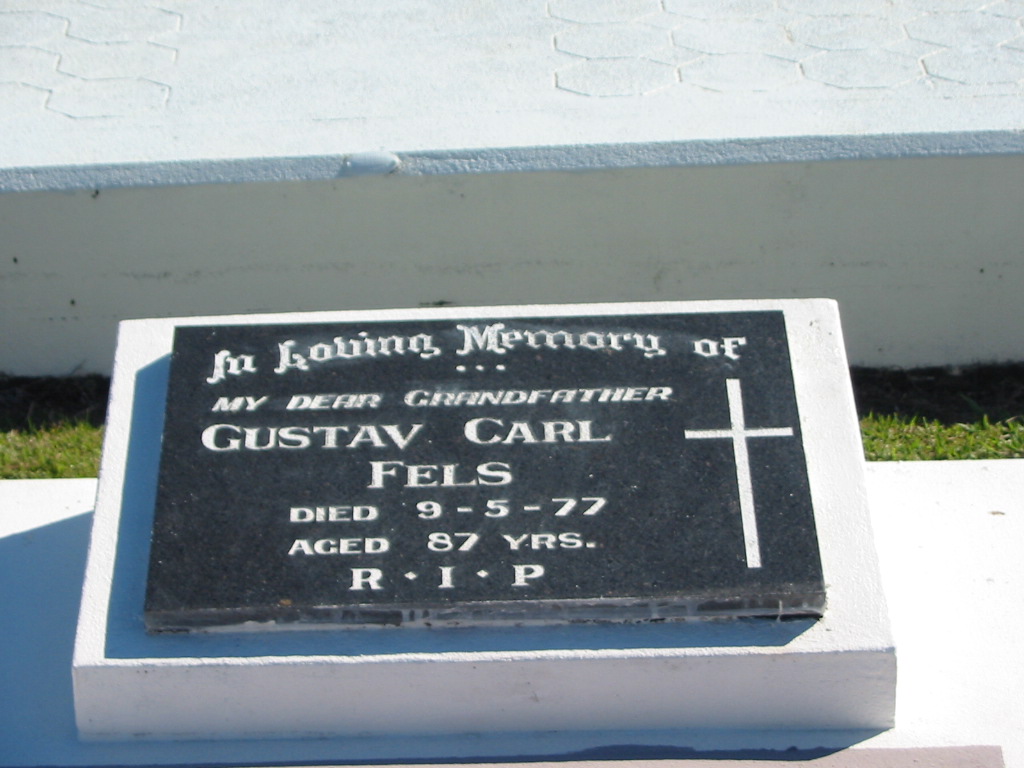 In Loving Memory of
...
MY DEAR GRANDFATHER
GUSTAV CARL
FELS
DIED 9-5-77
AGED 87 YRS.
R·I·P